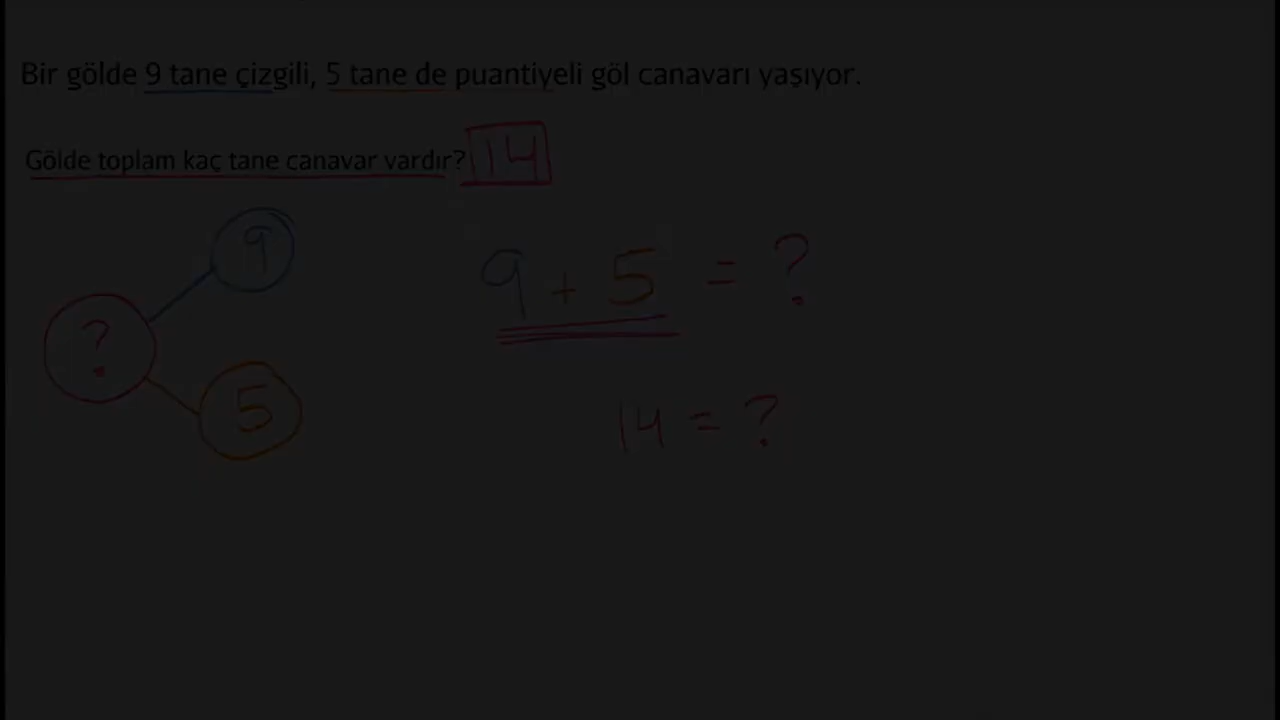 Bir gölde 9 tane çizgili, 5 tane de puantiyeli göl canavarı yaşıyor.
Gölde toplam kaç tane canavar vardır? 14
9
?
5
9 + 5 = ?
14 = ?